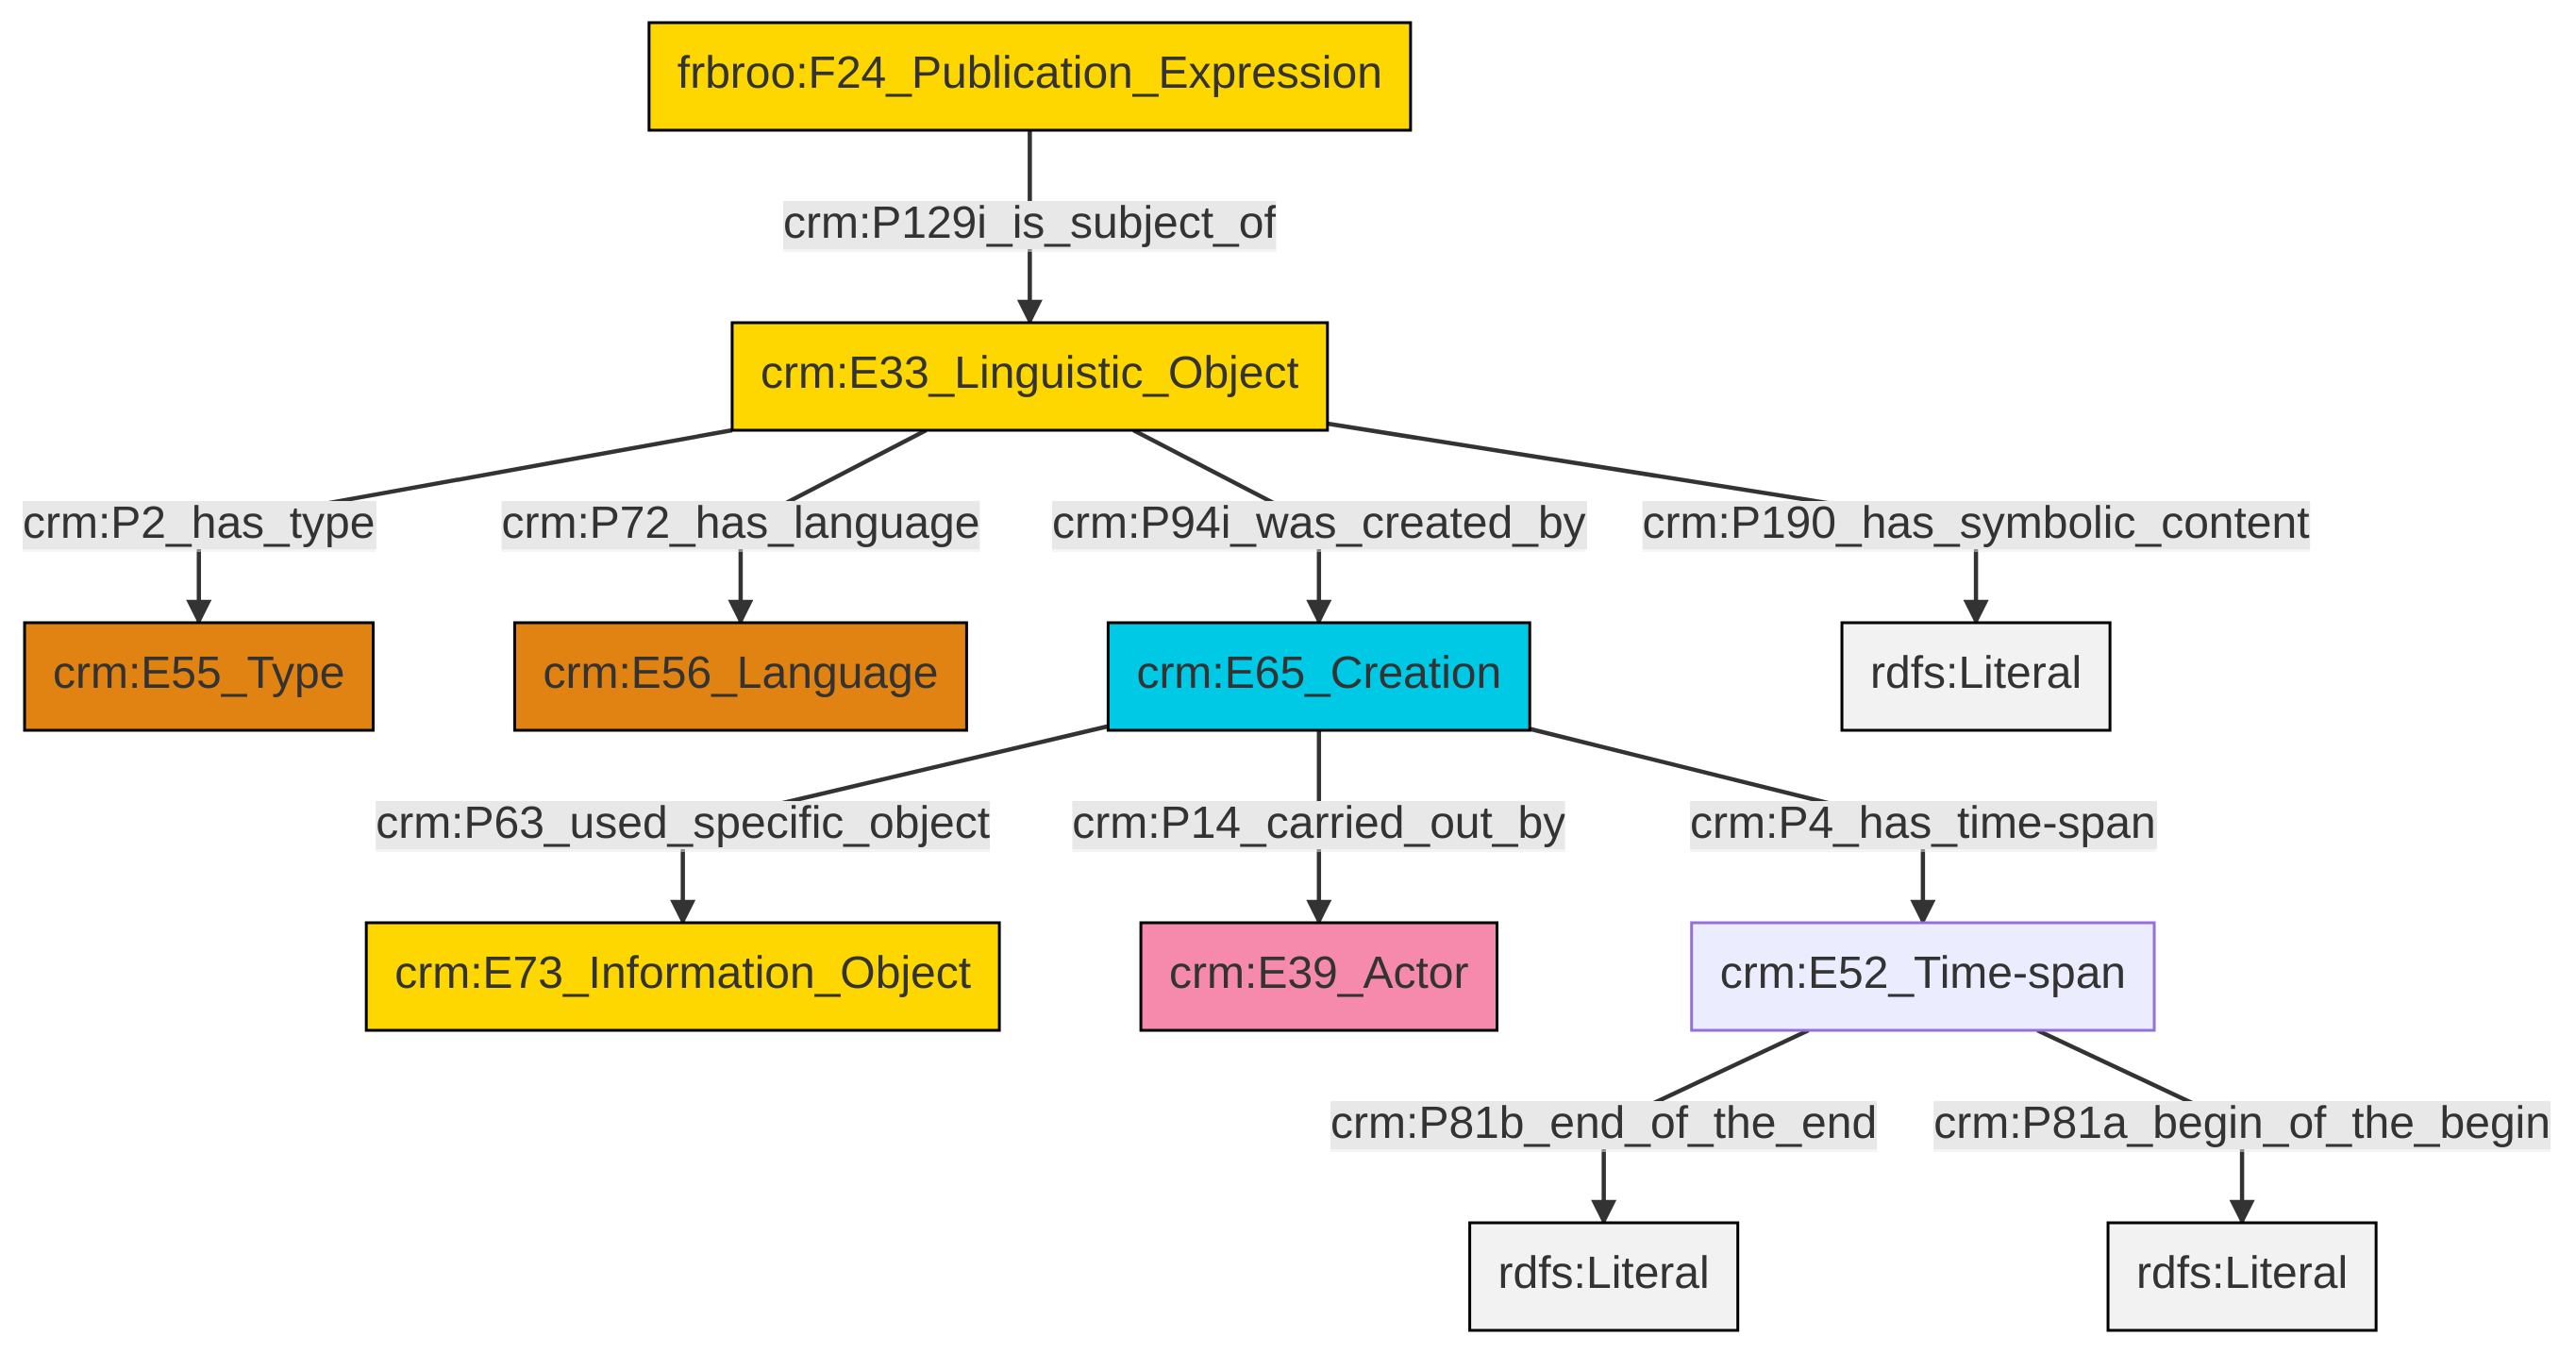 frbroo:F24_Publication_Expression
crm:P129i_is_subject_of
crm:E33_Linguistic_Object
crm:P2_has_type
crm:P72_has_language
crm:P94i_was_created_by
crm:P190_has_symbolic_content
crm:E55_Type
crm:E56_Language
crm:E65_Creation
rdfs:Literal
crm:P63_used_specific_object
crm:P14_carried_out_by
crm:P4_has_time-span
crm:E73_Information_Object
crm:E39_Actor
crm:E52_Time-span
crm:P81b_end_of_the_end
crm:P81a_begin_of_the_begin
rdfs:Literal
rdfs:Literal